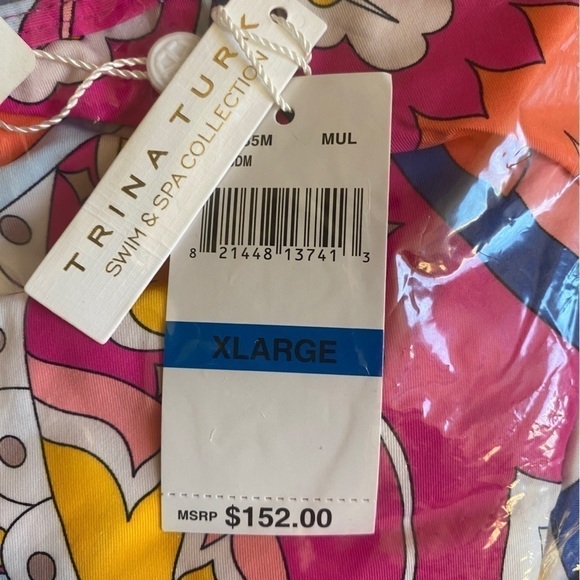 TRINA TURK
SWIM & SPA COLLECTION
MUL
8 21448 13741 3
XLARGE
MSRP $152.00